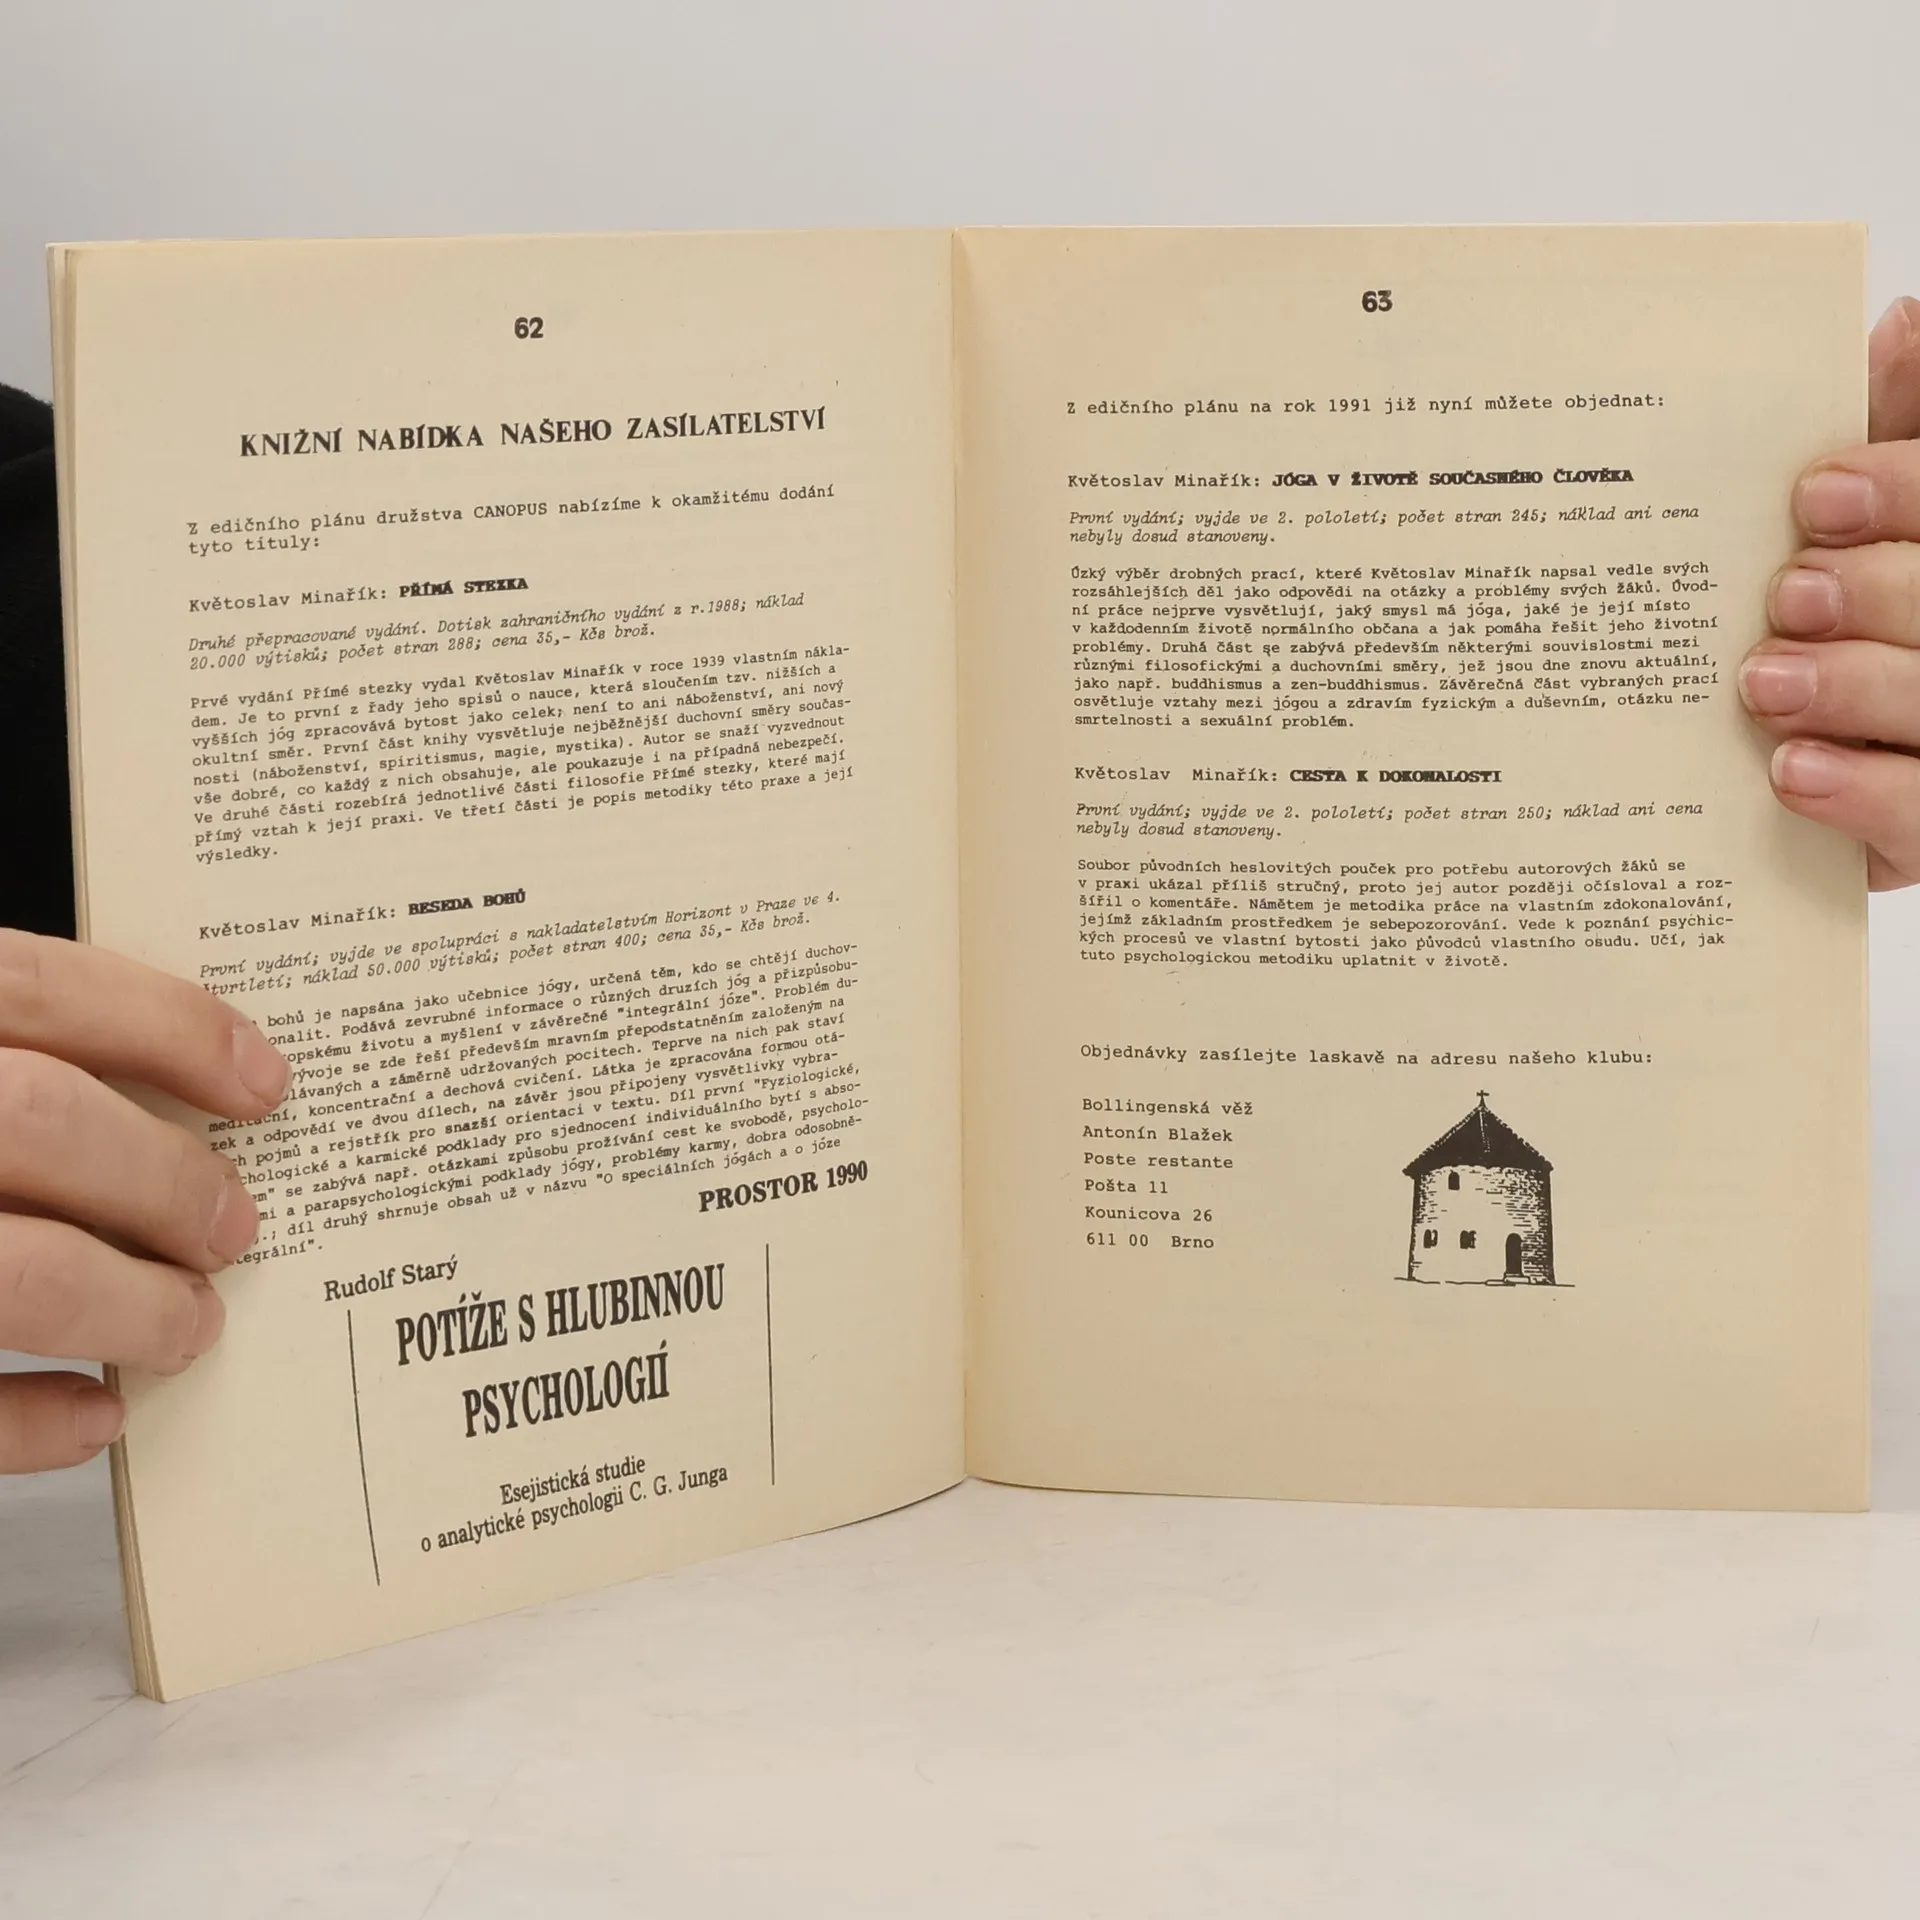 62
KNIŽNÍ NABÍDKA NAŠEHO ZASÍLATELSTVÍ
Z edičního plánu družstva CANOPUS nabízíme k okamžitému dodání
tyto tituly:
Květoslav Minařík: PŘÍMÁ STEZKA
Druhé přepracované vydání. Dotisk zahraničního vydání z r.1988; náklad
20.000 výtisků; počet stran 288; cena 35,- Kčs brož.
Prvé vydání Přímé stezky vydal Květoslav Minařík v roce 1939 vlastním nákla-
dem. Je to první z řady jeho spisů o nauce, která sloučením tzv. nižších a
vyšších jóg zpracovává bytost jako celek; není to ani náboženství, ani nový
okultní směr. První část knihy vysvětluje nejběžnější duchovní směry součas-
nosti (náboženství, spiritismus, magie, mystika). Autor se snaží vyzvednout
vše dobré, co každý z nich obsahuje, ale poukazuje i na případná nebezpečí.
Ve druhé části rozebírá jednotlivé části filosofie Přímé stezky, které mají
přímý vztah k její praxi. Ve třetí části je popis metodiky této praxe a její
výsledky.
Květoslav Minařík: BESEDA BOHŮ
První vydání; vyjde ve spolupráci s nakladatelstvím Horizont v Praze ve 4.
čtvrtletí; náklad 50.000 výtisků; počet stran 400; cena 35,- Kčs brož.
bohů je napsána jako učebnice jógy, určená těm, kdo se chtějí duchov-
onalit. Podává zevrubné informace o různých druzích jóg a přizpůsobu-
opskému životu a myšlení v závěrečné "integrální józe". Problém du-
vývoje se zde řeší především mravním přepodstatněním založeným na
lávaných a záměrně udržovaných pocitech. Teprve na nich pak staví
meditační, koncentrační a dechová cvičení. Látka je zpracována formou otá-
zek a odpovědí ve dvou dílech, na závěr jsou připojeny vysvětlivky vybra-
ch pojmů a rejstřík pro snazší orientaci v textu. Díl první "Fyziologické,
chologické a karmické podklady pro sjednocení individuálního bytí s abso-
em" se zabývá např. otázkami způsobu prožívání cest ke svobodě, psycholo-
mi a parapsychologickými podklady jógy, problémy karmy, dobra odosobně-
.; díl druhý shrnuje obsah už v názvu "O speciálních jógách a o józe
tegrální".
PROSTOR 1990
Rudolf Starý
POTÍŽE S HLUBINNOU
PSYCHOLOGIÍ
Esejistická studie
o analytické psychologii C. G. Junga
63
Z edičního plánu na rok 1991 již nyní můžete objednat:
Květoslav Minařík: JÓGA V ŽIVOTĚ SOUČASNÉHO ČLOVĚKA
První vydání; vyjde ve 2. pololetí; počet stran 245; náklad ani cena
nebyly dosud stanoveny.
Úzký výběr drobných prací, které Květoslav Minařík napsal vedle svých
rozsáhlejších děl jako odpovědi na otázky a problémy svých žáků. Úvod-
ní práce nejprve vysvětlují, jaký smysl má jóga, jaké je její místo
v každodenním životě normálního občana a jak pomáha řešit jeho životní
problémy. Druhá část se zabývá především některými souvislostmi mezi
různými filosofickými a duchovními směry, jež jsou dne znovu aktuální,
jako např. buddhismus a zen-buddhismus. Závěrečná část vybraných prací
osvětluje vztahy mezi jógou a zdravím fyzickým a duševním, otázku ne-
smrtelnosti a sexuální problém.
Květoslav Minařík: CESTA K DOKONALOSTI
První vydání; vyjde ve 2. pololetí; počet stran 250; náklad ani cena
nebyly dosud stanoveny.
Soubor původních heslovitých pouček pro potřebu autorových žáků se
v praxi ukázal příliš stručný, proto jej autor později očísloval a roz-
šířil o komentáře. Námětem je metodika práce na vlastním zdokonalování,
jejímž základním prostředkem je sebepozorování. Vede k poznání psychic-
kých procesů ve vlastní bytosti jako původců vlastního osudu. Učí, jak
tuto psychologickou metodiku uplatnit v životě.
Objednávky zasílejte laskavě na adresu našeho klubu:
Bollingenská věž
Antonín Blažek
Poste restante
Pošta 11
Kounicova 26
611 00 Brno